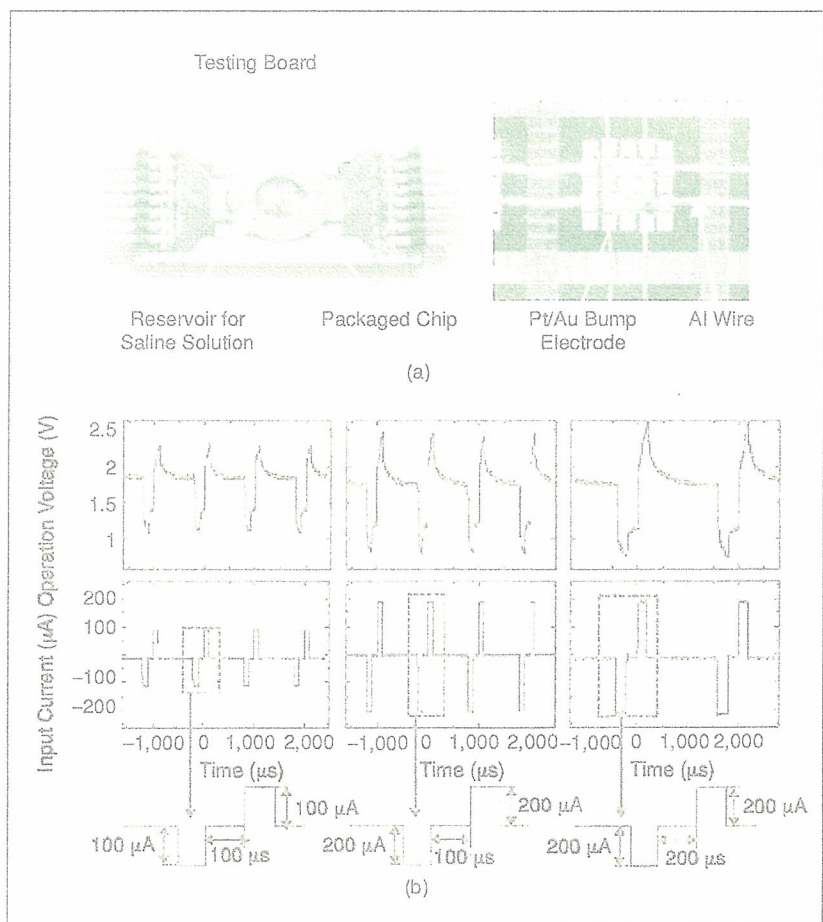 Testing Board
Reservoir for Saline Solution
Packaged Chip
Pt/Au Bump Electrode
Al Wire
(a)
Input Current (µA) Operation Voltage (V)
2.5
2
1.5
1
200
100
−100
−200
−1,000 0 1,000 2,000
−1,000 0 1,000 2,000
−1,000 0 1,000 2,000
Time (µs)
Time (µs)
Time (µs)
100 µA
100 µA
100 µs
200 µA
200 µA
100 µs
200 µA
200 µA
200 µs
(b)